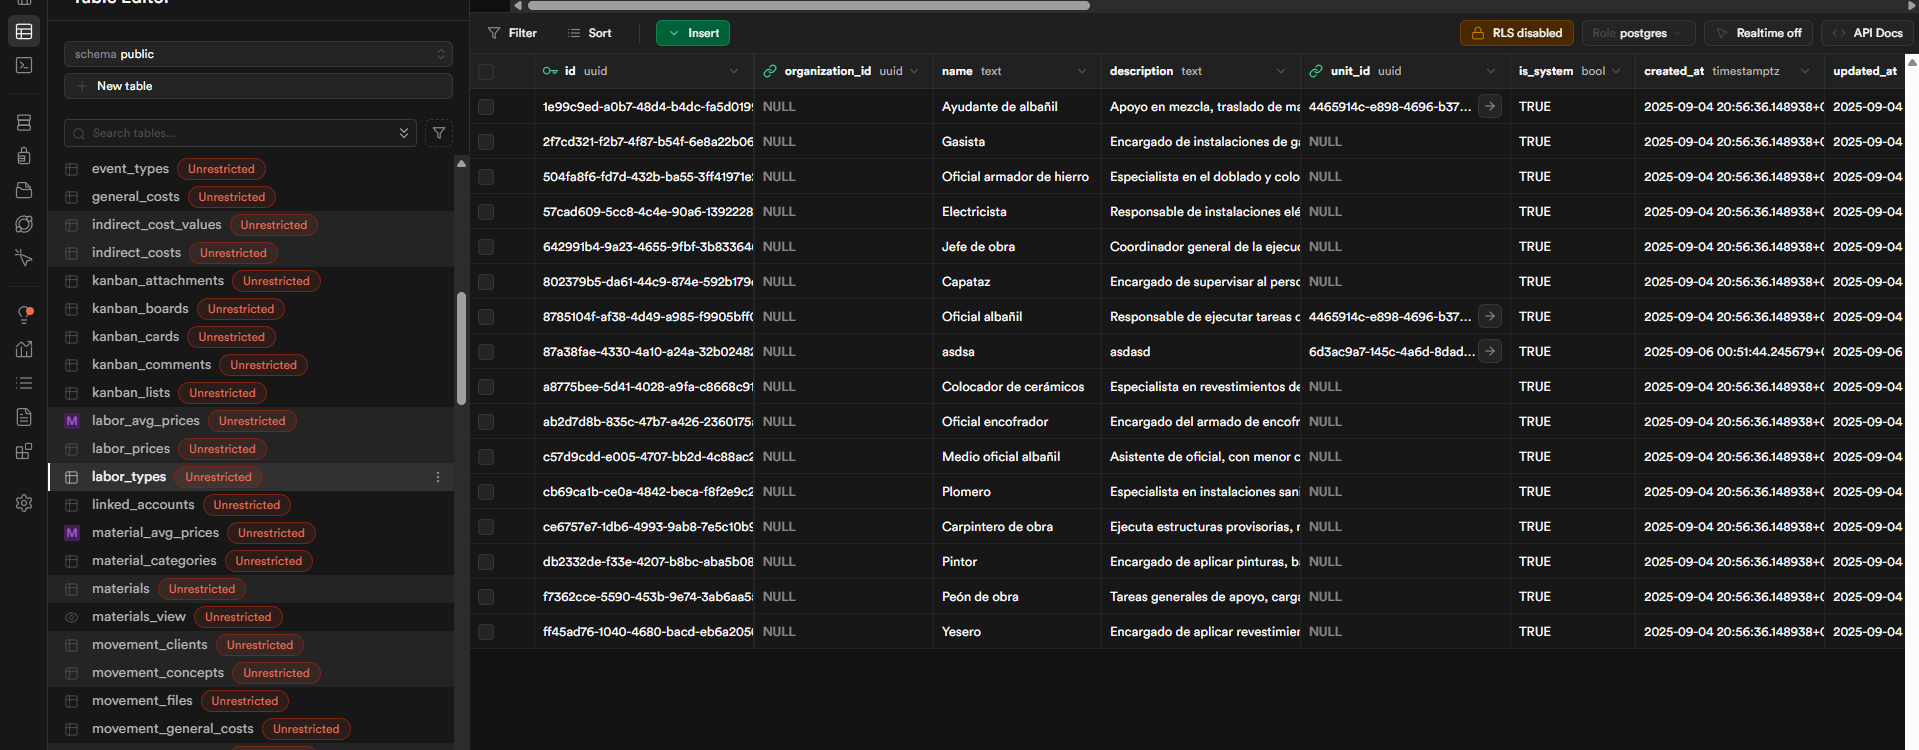 Table Editor
schema public
New table
Search tables...
event_types Unrestricted
general_costs Unrestricted
indirect_cost_values Unrestricted
indirect_costs Unrestricted
kanban_attachments Unrestricted
kanban_boards Unrestricted
kanban_cards Unrestricted
kanban_comments Unrestricted
kanban_lists Unrestricted
M labor_avg_prices Unrestricted
labor_prices Unrestricted
labor_types Unrestricted
linked_accounts Unrestricted
M material_avg_prices Unrestricted
material_categories Unrestricted
materials Unrestricted
materials_view Unrestricted
movement_clients Unrestricted
movement_concepts Unrestricted
movement_files Unrestricted
movement_general_costs Unrestricted
Filter Sort Insert RLS disabled Role postgres Realtime off API Docs
id uuid organization_id uuid name text description text unit_id uuid is_system bool created_at timestamptz updated_at
1e99c9ed-a0b7-48d4-b4dc-fa5d019 NULL Ayudante de albañil Apoyo en mezcla, traslado de ma 4465914c-e898-4696-b37... TRUE 2025-09-04 20:56:36.148938+0 2025-09-04
2f7cd321-f2b7-4f87-b54f-6e8a22b06 NULL Gasista Encargado de instalaciones de ga NULL TRUE 2025-09-04 20:56:36.148938+0 2025-09-04
504fa8f6-fd7d-432b-ba55-3ff41971e NULL Oficial armador de hierro Especialista en el doblado y colo NULL TRUE 2025-09-04 20:56:36.148938+0 2025-09-04
57cad609-5cc8-4c4e-90a6-1392228 NULL Electricista Responsable de instalaciones elé NULL TRUE 2025-09-04 20:56:36.148938+0 2025-09-04
642991b4-9a23-4655-9fbf-3b83364 NULL Jefe de obra Coordinador general de la ejecuc NULL TRUE 2025-09-04 20:56:36.148938+0 2025-09-04
802379b5-da61-44c9-874e-592b179 NULL Capataz Encargado de supervisar al perso NULL TRUE 2025-09-04 20:56:36.148938+0 2025-09-04
8785104f-af38-4d49-a985-f9905bff0 NULL Oficial albañil Responsable de ejecutar tareas c 4465914c-e898-4696-b37... TRUE 2025-09-04 20:56:36.148938+0 2025-09-04
87a38fae-4330-4a10-a24a-32b02482 NULL asdsa asdasd 6d3ac9a7-145c-4a6d-8dad... TRUE 2025-09-06 00:51:44.245679+0 2025-09-06
a8775bee-5d41-4028-a9fa-c8668c91 NULL Colocador de cerámicos Especialista en revestimientos de NULL TRUE 2025-09-04 20:56:36.148938+0 2025-09-04
ab2d7d8b-835c-47b7-a426-2360175 NULL Oficial encofrador Encargado del armado de encofr NULL TRUE 2025-09-04 20:56:36.148938+0 2025-09-04
c57d9cdd-e005-4707-bb2d-4c88ac2 NULL Medio oficial albañil Asistente de oficial, con menor c NULL TRUE 2025-09-04 20:56:36.148938+0 2025-09-04
cb69ca1b-ce0a-4842-beca-f8f2e9c2 NULL Plomero Especialista en instalaciones sani NULL TRUE 2025-09-04 20:56:36.148938+0 2025-09-04
ce6757e7-1db6-4993-9ab8-7e5c10b9 NULL Carpintero de obra Ejecuta estructuras provisorias, r NULL TRUE 2025-09-04 20:56:36.148938+0 2025-09-04
db2332de-f33e-4207-b8bc-aba5b08 NULL Pintor Encargado de aplicar pinturas, ba NULL TRUE 2025-09-04 20:56:36.148938+0 2025-09-04
f7362cce-5590-453b-9e74-3ab6aa5 NULL Peón de obra Tareas generales de apoyo, carga NULL TRUE 2025-09-04 20:56:36.148938+0 2025-09-04
ff45ad76-1040-4680-bacd-eb6a205 NULL Yesero Encargado de aplicar revestimier NULL TRUE 2025-09-04 20:56:36.148938+0 2025-09-04